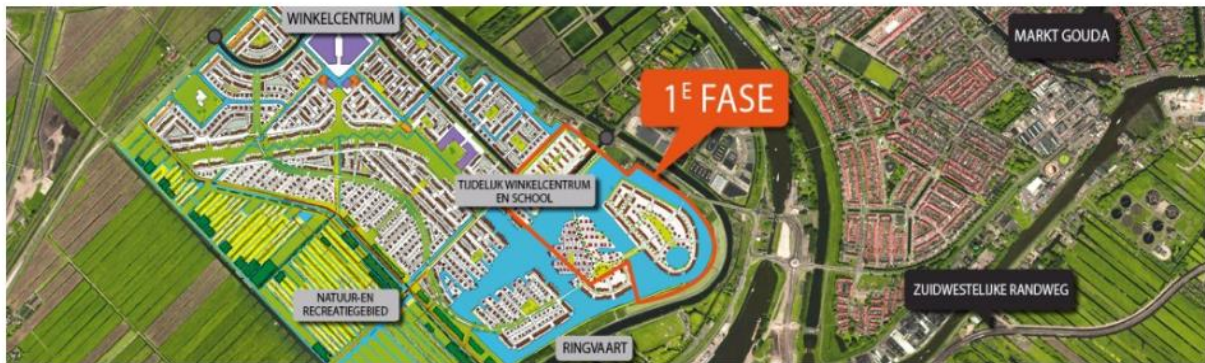 WINKELCENTRUM
MARKT GOUDA
1E FASE
TIJDELIJK WINKELCENTRUM
EN SCHOOL
NATUUR-EN
RECREATIEGEBIED
ZUIDWESTELIJKE RANDWEG
RINGVAART